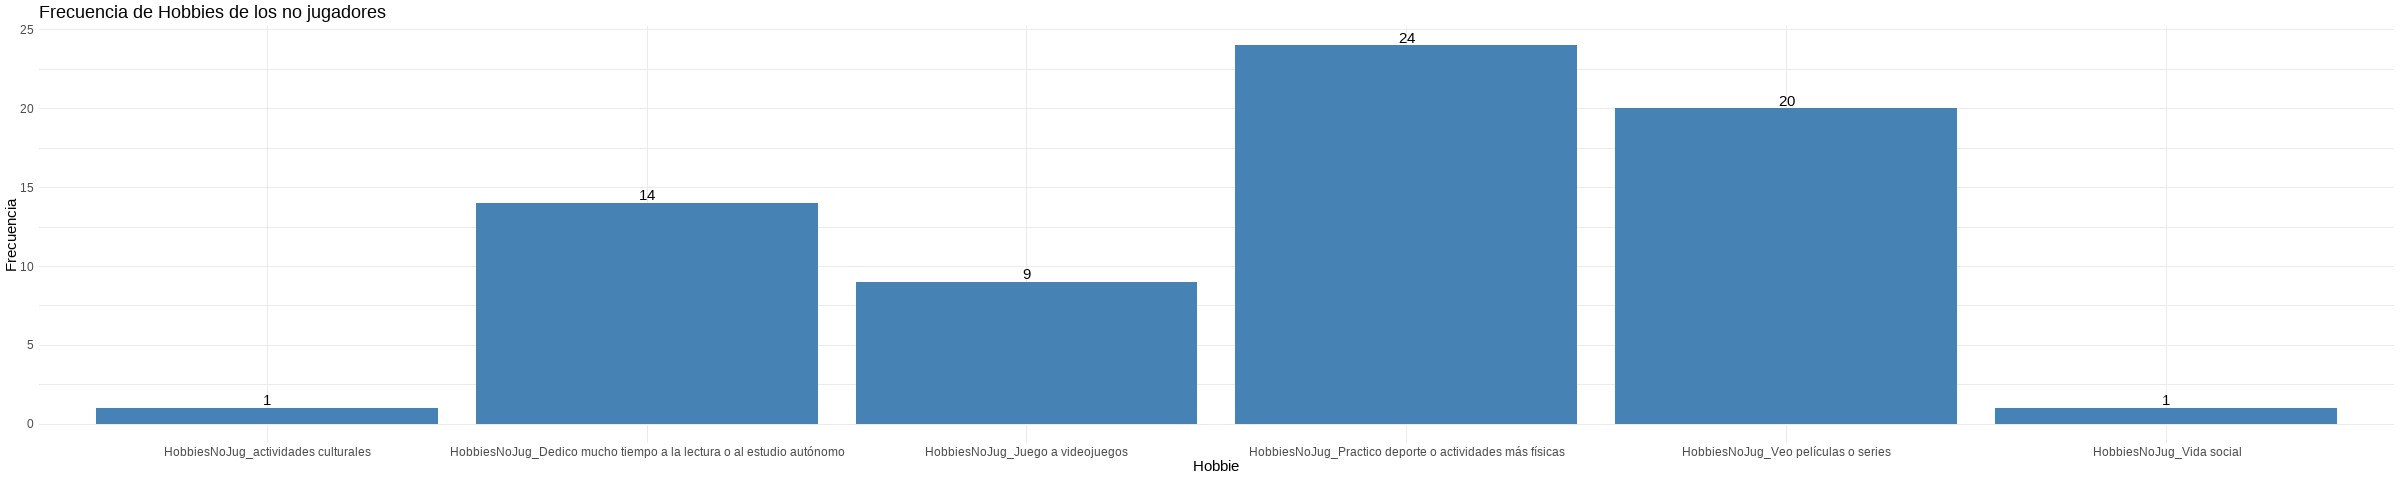 Frecuencia de Hobbies de los no jugadores
Frecuencia
25
20
15
10
5
0
1
14
9
24
20
1
HobbiesNoJug_actividades culturales
HobbiesNoJug_Dedico mucho tiempo a la lectura o al estudio autónomo
HobbiesNoJug_Juego a videojuegos
HobbiesNoJug_Practico deporte o actividades más físicas
HobbiesNoJug_Veo películas o series
HobbiesNoJug_Vida social
Hobbie